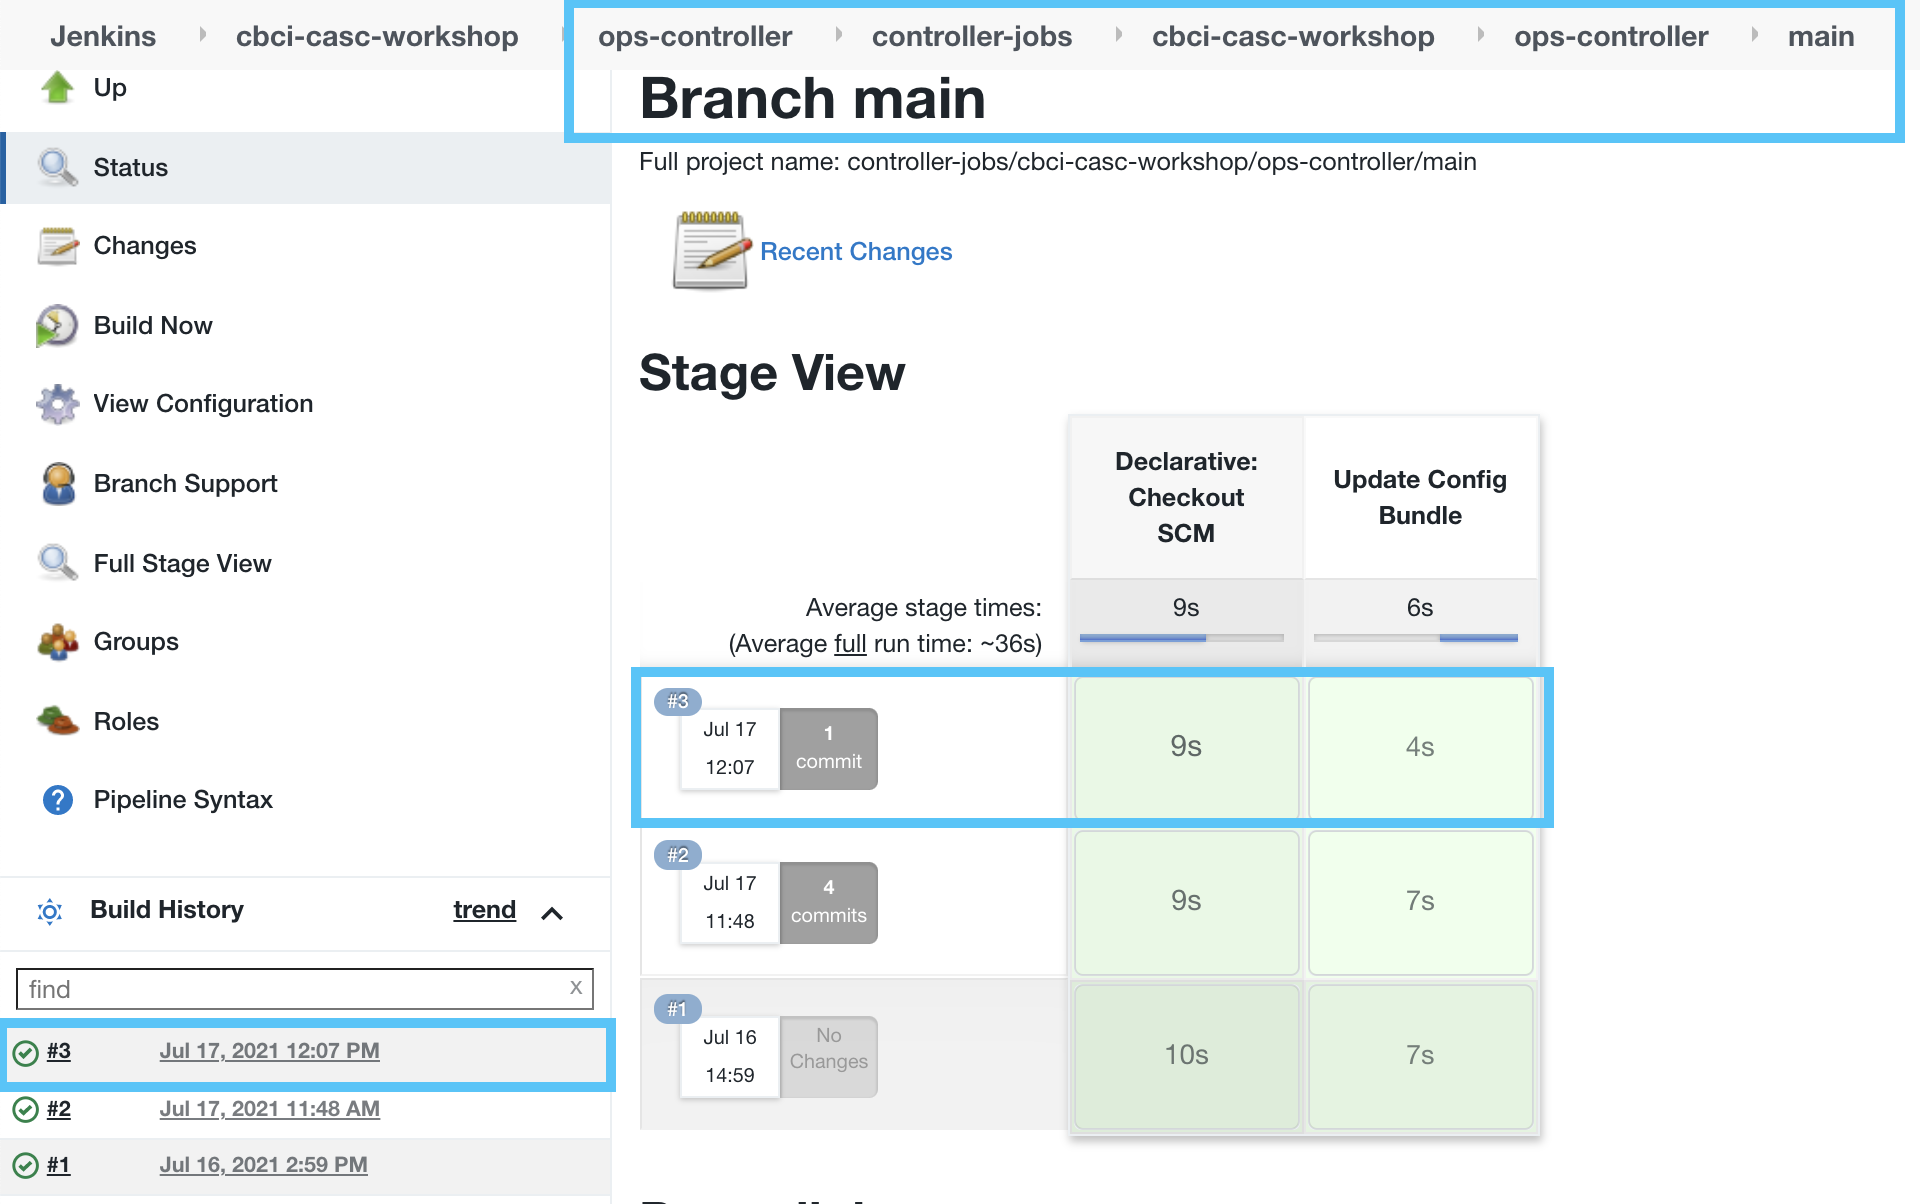 Jenkins cbci-casc-workshop ops-controller controller-jobs cbci-casc-workshop ops-controller main
Up
Status
Changes
Build Now
View Configuration
Branch Support
Full Stage View
Groups
Roles
Pipeline Syntax
Build History trend
find x
#3 Jul 17, 2021 12:07 PM
#2 Jul 17, 2021 11:48 AM
#1 Jul 16, 2021 2:59 PM
Branch main
Full project name: controller-jobs/cbci-casc-workshop/ops-controller/main
Recent Changes
Stage View
Declarative:
Checkout
SCM
Update Config
Bundle
Average stage times:
(Average full run time: ~36s)
9s 6s
#3
Jul 17
12:07
1
commit
9s 4s
#2
Jul 17
11:48
4
commits
9s 7s
#1
Jul 16
14:59
No
Changes
10s 7s